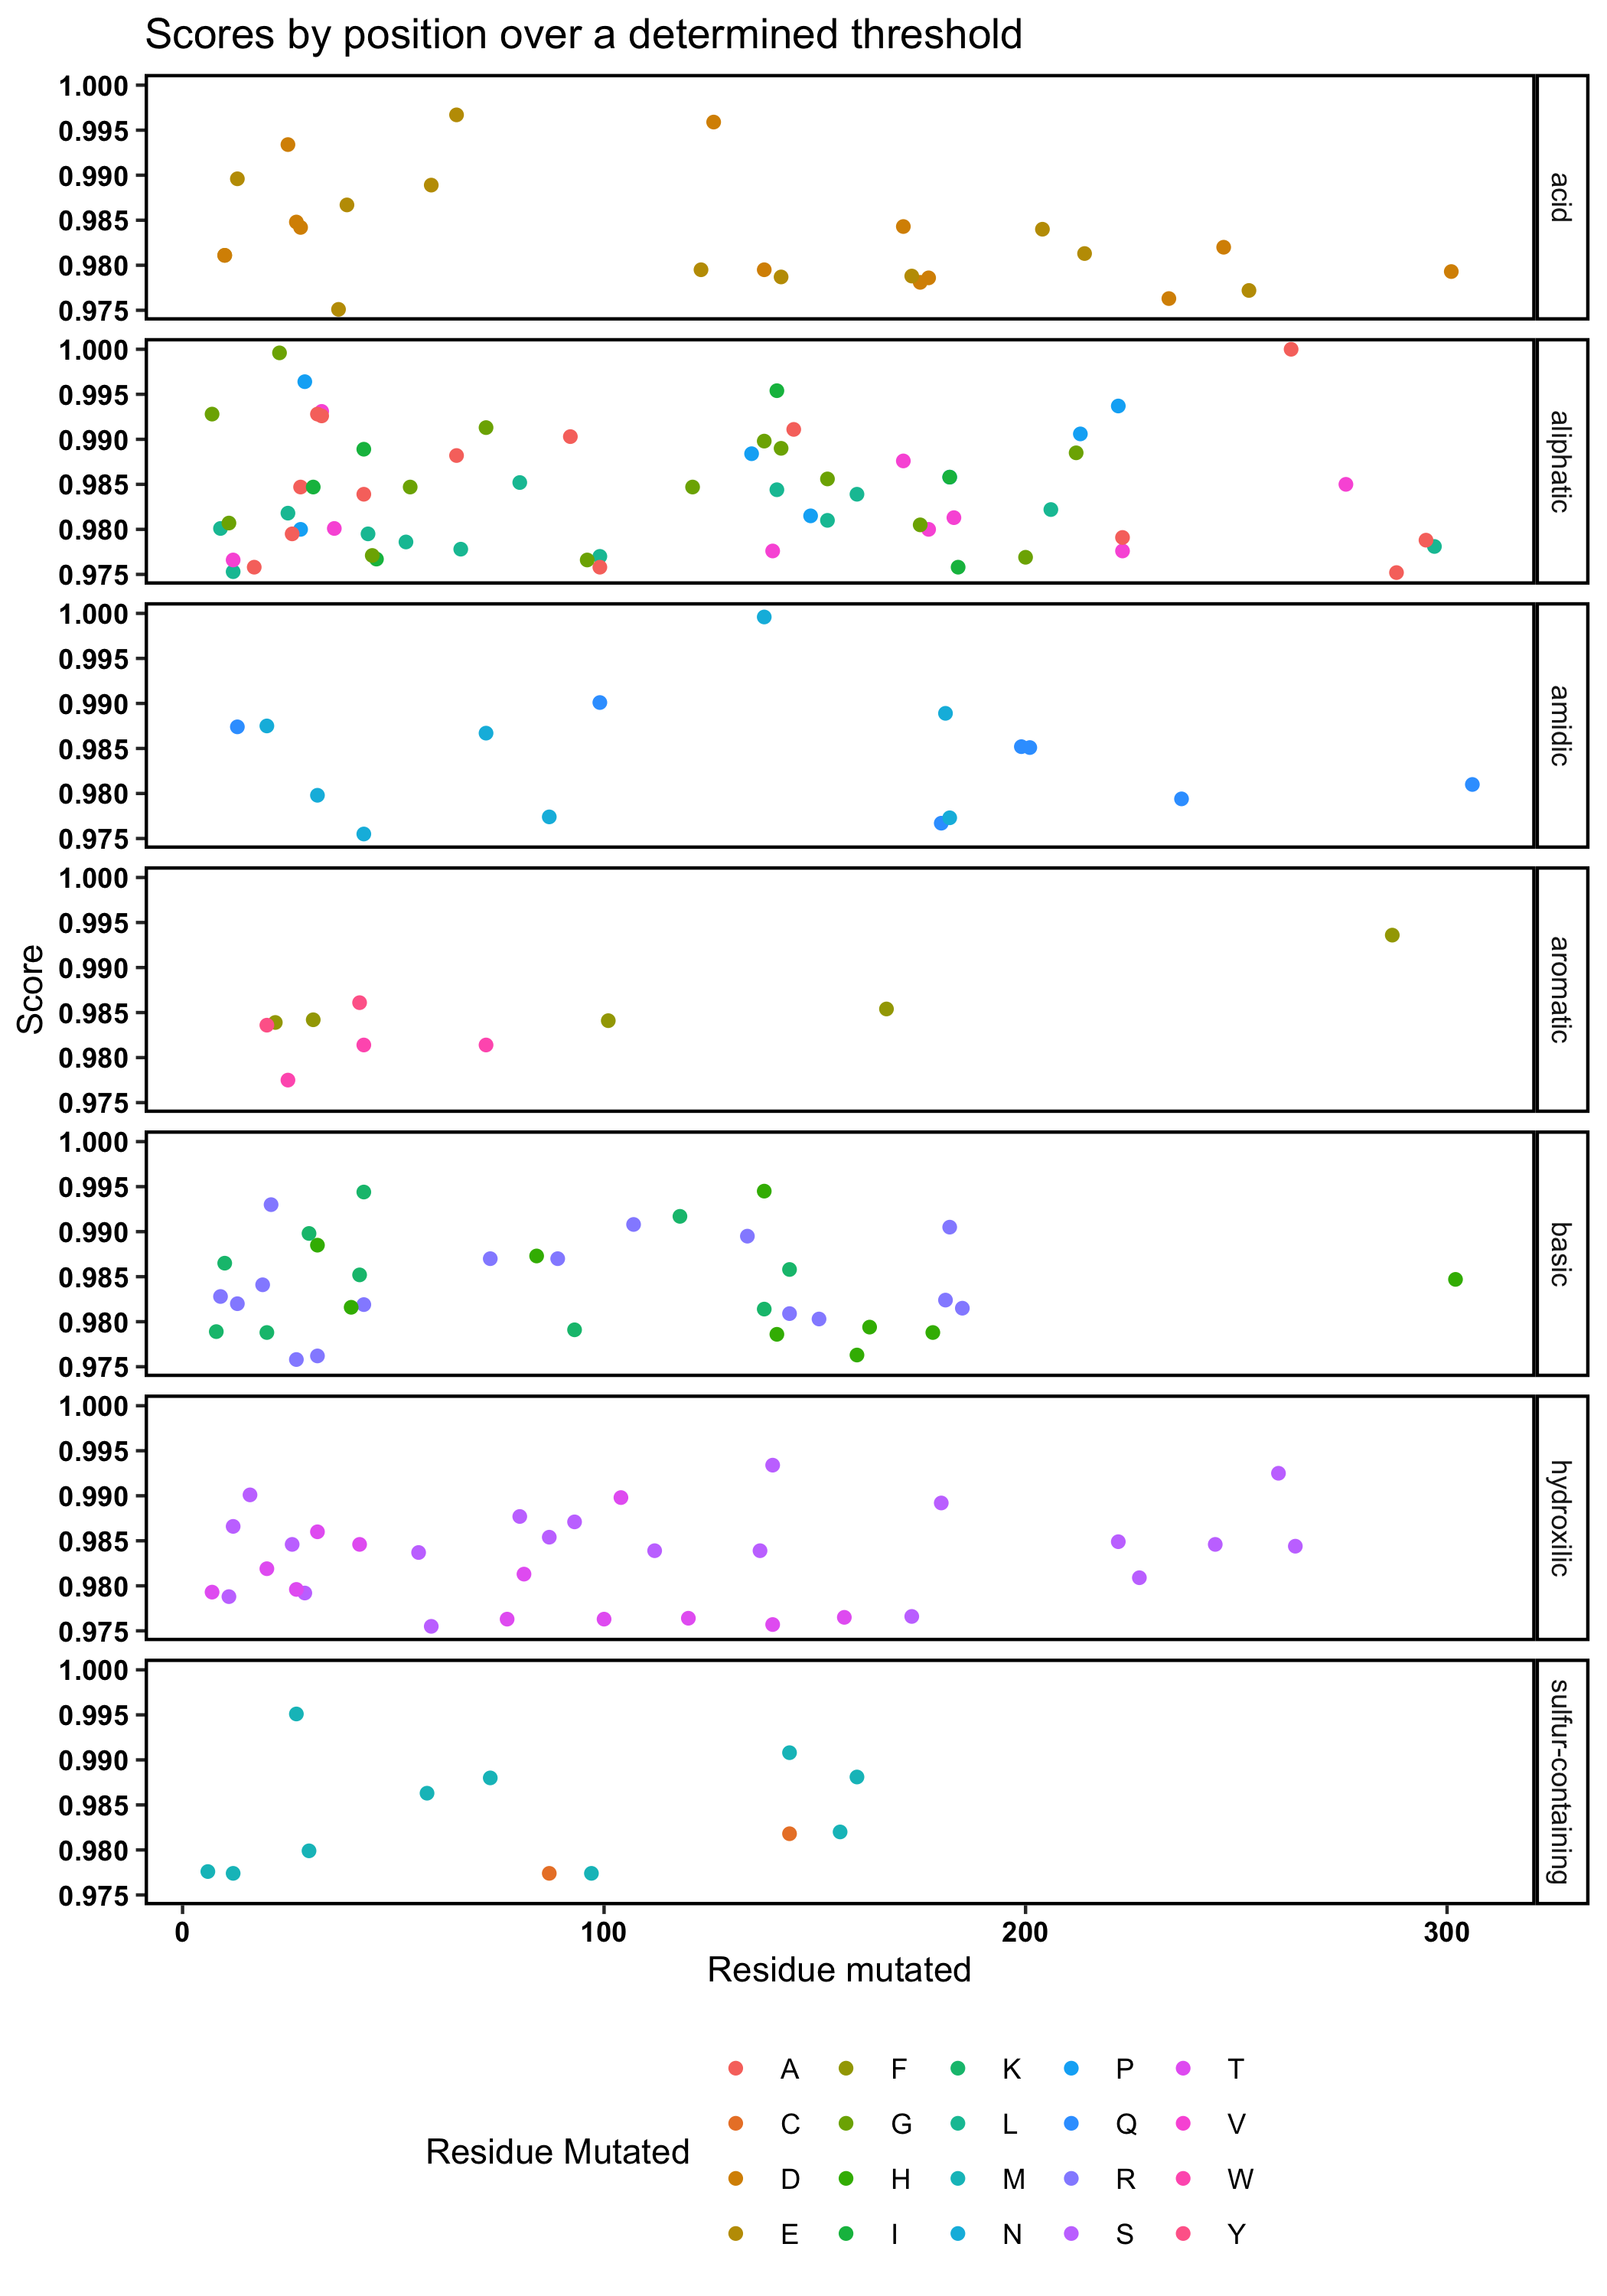 Scores by position over a determined threshold
Score
1.000
0.995
0.990
0.985
0.980
0.975
acid
1.000
0.995
0.990
0.985
0.980
0.975
aliphatic
1.000
0.995
0.990
0.985
0.980
0.975
amidic
1.000
0.995
0.990
0.985
0.980
0.975
aromatic
1.000
0.995
0.990
0.985
0.980
0.975
basic
1.000
0.995
0.990
0.985
0.980
0.975
hydroxilic
1.000
0.995
0.990
0.985
0.980
0.975
sulfur-containing
0 100 200 300
Residue mutated
Residue Mutated
A F K P T
C G L Q V
D H M R W
E I N S Y